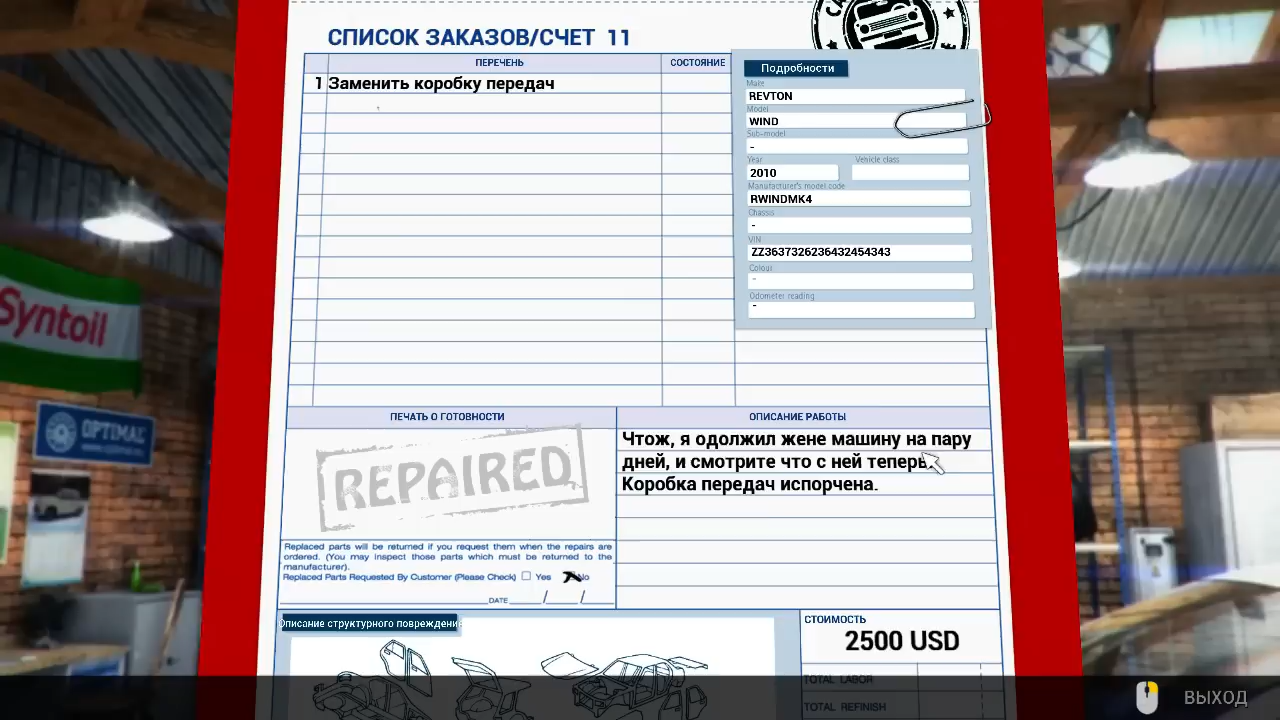 СПИСОК ЗАКАЗОВ/СЧЕТ 11
ПЕРЕЧЕНЬ
СОСТОЯНИЕ
1 Заменить коробку передач
Подробности
Make
REVTON
Model
WIND
Sub-model
-
Year
Vehicle class
2010
Manufacturer's model code
RWINDMK4
Chassis
-
VIN
ZZ3637326236432454343
Colour
-
Odometer reading
-
Syntoil
OPTIMAL
ПЕЧАТЬ О ГОТОВНОСТИ
ОПИСАНИЕ РАБОТЫ
REPAIRED
Чтож, я одолжил жене машину на пару
дней, и смотрите что с ней теперь.
Коробка передач испорчена.
Replaced parts will be returned if you request them when the repairs are
ordered. (You may inspect those parts which must be returned to the
manufacturer).
Replaced Parts Requested By Customer (Please Check) Yes No
DATE / /
Описание структурного повреждени
СТОИМОСТЬ
2500 USD
TOTAL LABOR
TOTAL REFINISH
ВЫХОД